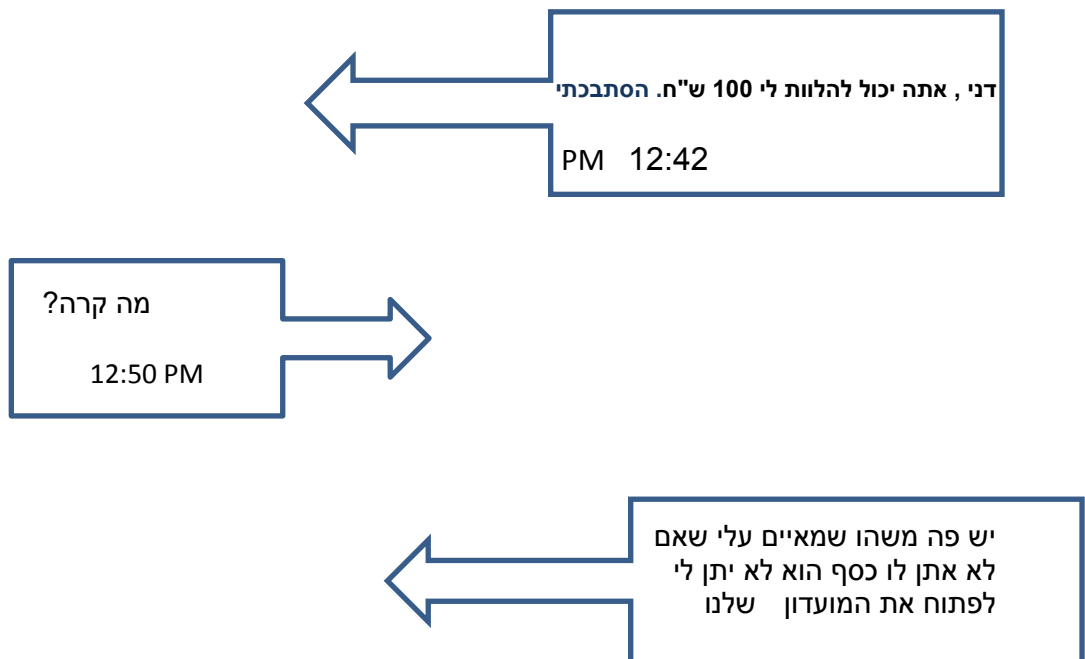 דני , אתה יכול להלוות לי 100 ש"ח. הסתבכתי
PM 12:42
מה קרה?
12:50 PM
יש פה משהו שמאיים עלי שאם
לא אתן לו כסף הוא לא יתן לי
לפתוח את המועדון שלנו